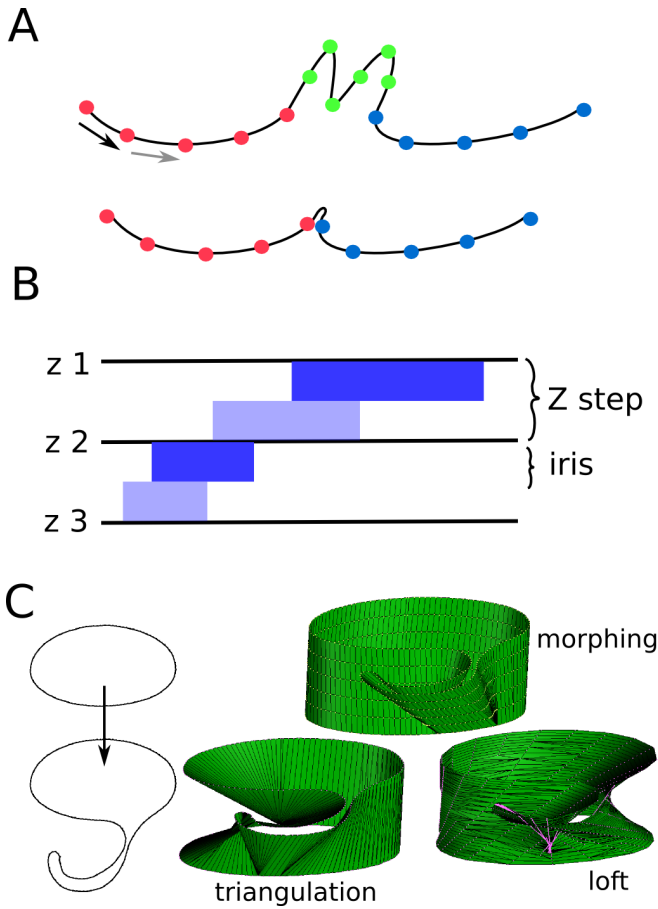 A
B
z 1
Z step
z 2
iris
z 3
C
morphing
triangulation
loft